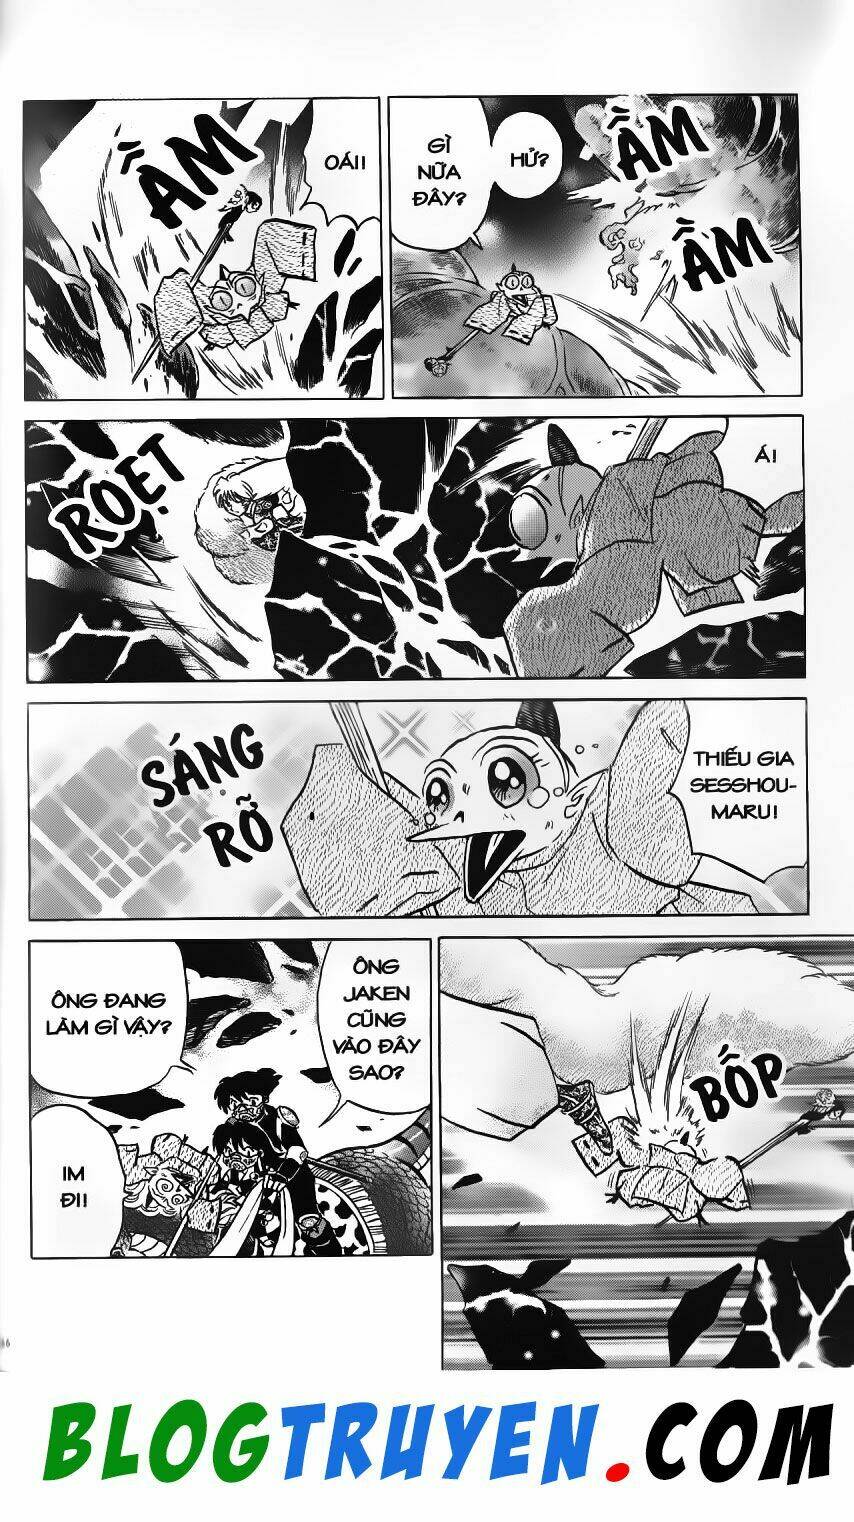 ẦM
ẦM
HỬ?
GÌ
NỮA
ĐÂY?
OÁI!
ẦM
Á!
ROẸT
THIẾU GIA
SESSHOU-
MARU!
SÁNG
RỠ
BỐP
ÔNG
JAKEN
CŨNG
VÀO ĐÂY
SAO?
ÔNG ĐANG
LÀM GÌ VẬY?
IM
ĐI!
BLOGTRUYEN.COM